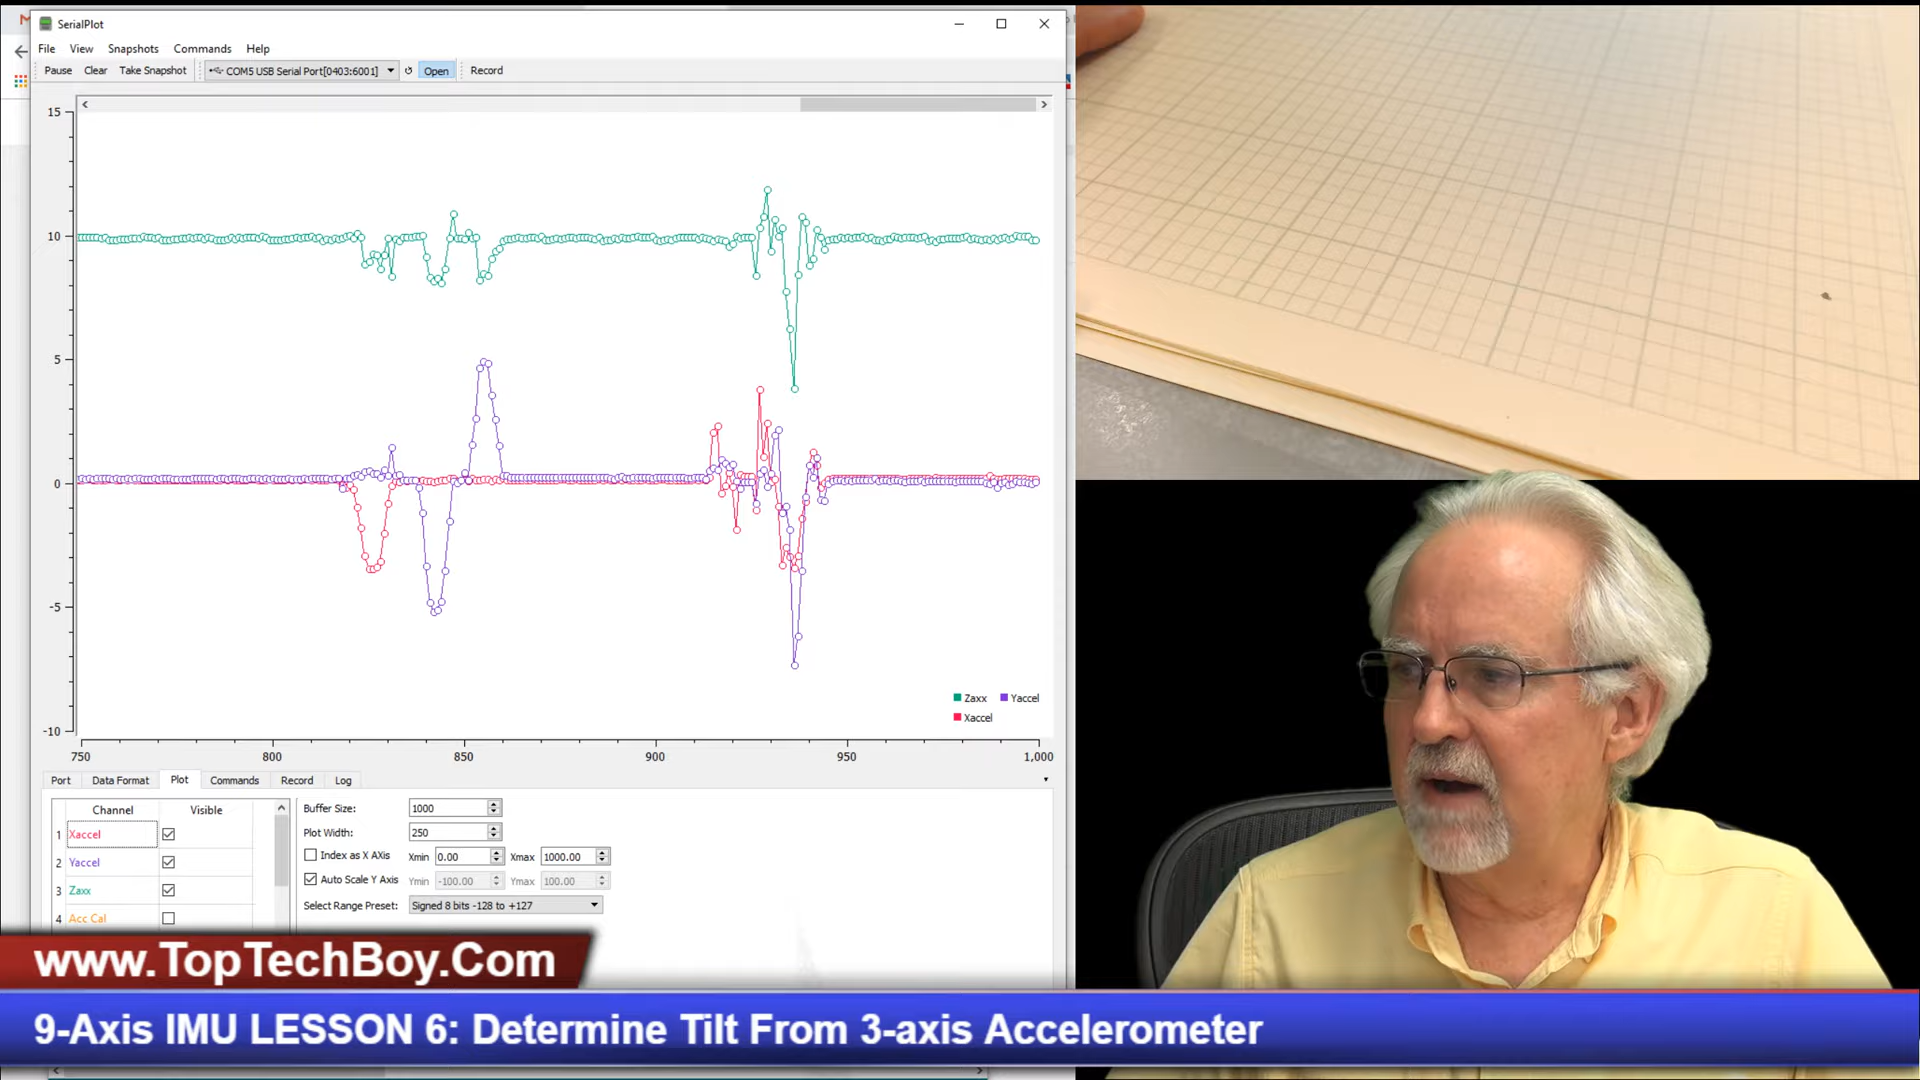 SerialPlot
File View Snapshots Commands Help
Pause Clear Take Snapshot COM5 USB Serial Port[0403:6001] Open Record
15
10
5
0
-5
-10
Zaxx Yaccel
Xaccel
750 800 850 900 950 1,000
Port Data Format Plot Commands Record Log
Channel Visible
1 Xaccel
2 Yaccel
3 Zaxx
4 Acc Cal
Buffer Size: 1000
Plot Width: 250
Index as X AXis Xmin 0.00 Xmax 1000.00
Auto Scale Y Axis Ymin -100.00 Ymax 100.00
Select Range Preset: Signed 8 bits -128 to +127
www.TopTechBoy.Com
9-Axis IMU LESSON 6: Determine Tilt From 3-axis Accelerometer